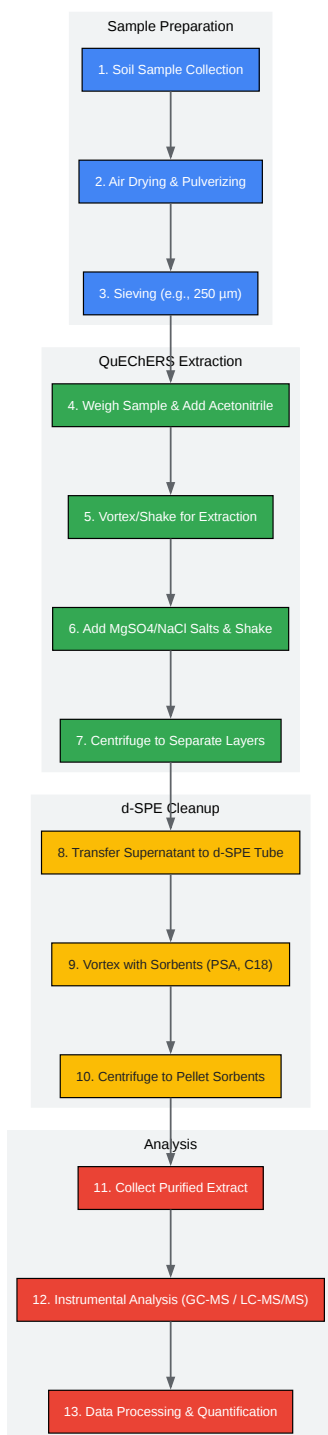 Sample Preparation
1. Soil Sample Collection
2. Air Drying & Pulverizing
3. Sieving (e.g., 250 µm)
QuEChERS Extraction
4. Weigh Sample & Add Acetonitrile
5. Vortex/Shake for Extraction
6. Add MgSO4/NaCl Salts & Shake
7. Centrifuge to Separate Layers
d-SPE Cleanup
8. Transfer Supernatant to d-SPE Tube
9. Vortex with Sorbents (PSA, C18)
10. Centrifuge to Pellet Sorbents
Analysis
11. Collect Purified Extract
12. Instrumental Analysis (GC-MS / LC-MS/MS)
13. Data Processing & Quantification